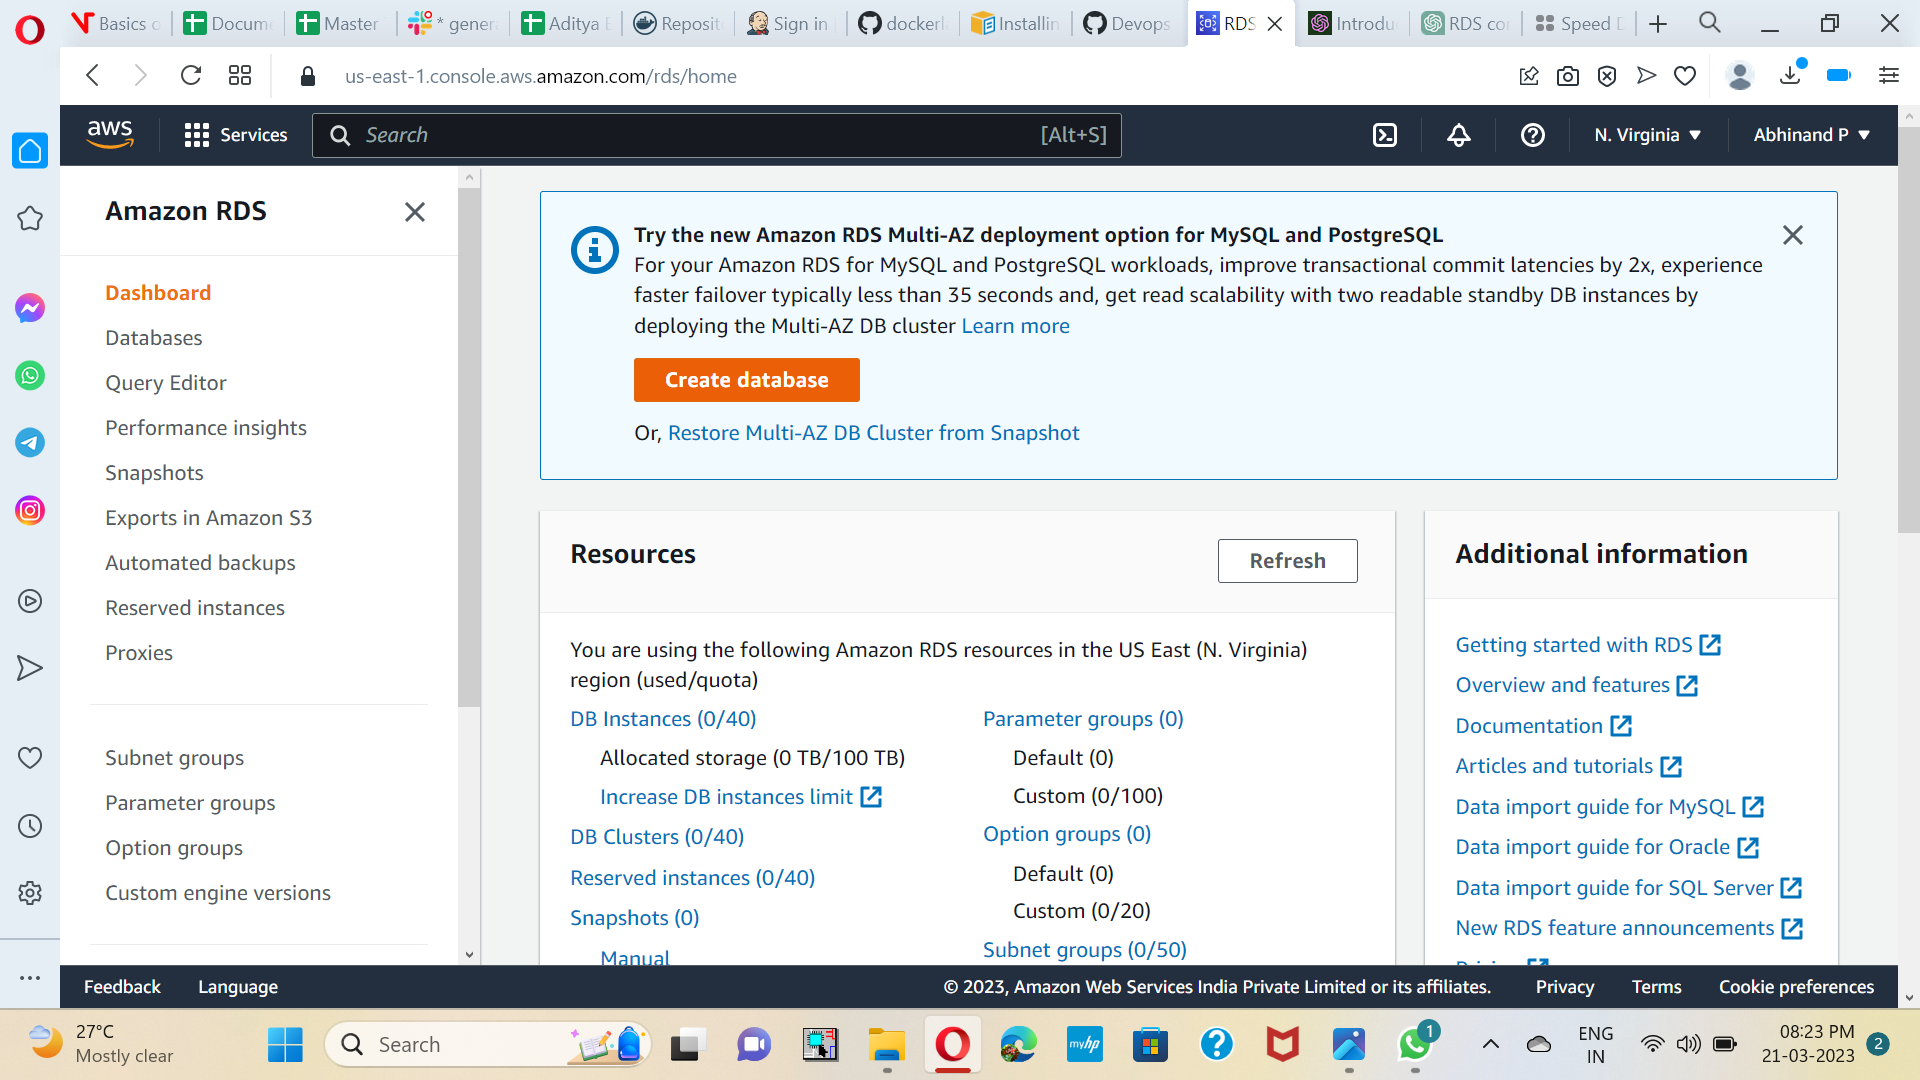 Basics o
Docume
Master
* gener
Aditya B
Reposit
Sign in
dockerl
Installin
Devops
RDS
Introdu
RDS con
Speed D
us-east-1.console.aws.amazon.com/rds/home
aws
Services
Search
[Alt+S]
N. Virginia
Abhinand P
Amazon RDS
Dashboard
Databases
Query Editor
Performance insights
Snapshots
Exports in Amazon S3
Automated backups
Reserved instances
Proxies
Subnet groups
Parameter groups
Option groups
Custom engine versions
Try the new Amazon RDS Multi-AZ deployment option for MySQL and PostgreSQL
For your Amazon RDS for MySQL and PostgreSQL workloads, improve transactional commit latencies by 2x, experience
faster failover typically less than 35 seconds and, get read scalability with two readable standby DB instances by
deploying the Multi-AZ DB cluster Learn more
Create database
Or, Restore Multi-AZ DB Cluster from Snapshot
Resources
Refresh
You are using the following Amazon RDS resources in the US East (N. Virginia)
region (used/quota)
DB Instances (0/40)
Allocated storage (0 TB/100 TB)
Increase DB instances limit
DB Clusters (0/40)
Reserved instances (0/40)
Snapshots (0)
Manual
Parameter groups (0)
Default (0)
Custom (0/100)
Option groups (0)
Default (0)
Custom (0/20)
Subnet groups (0/50)
Additional information
Getting started with RDS
Overview and features
Documentation
Articles and tutorials
Data import guide for MySQL
Data import guide for Oracle
Data import guide for SQL Server
New RDS feature announcements
Feedback
Language
© 2023, Amazon Web Services India Private Limited or its affiliates.
Privacy
Terms
Cookie preferences
27°C
Mostly clear
Search
myhp
1
ENG
IN
08:23 PM
21-03-2023
2